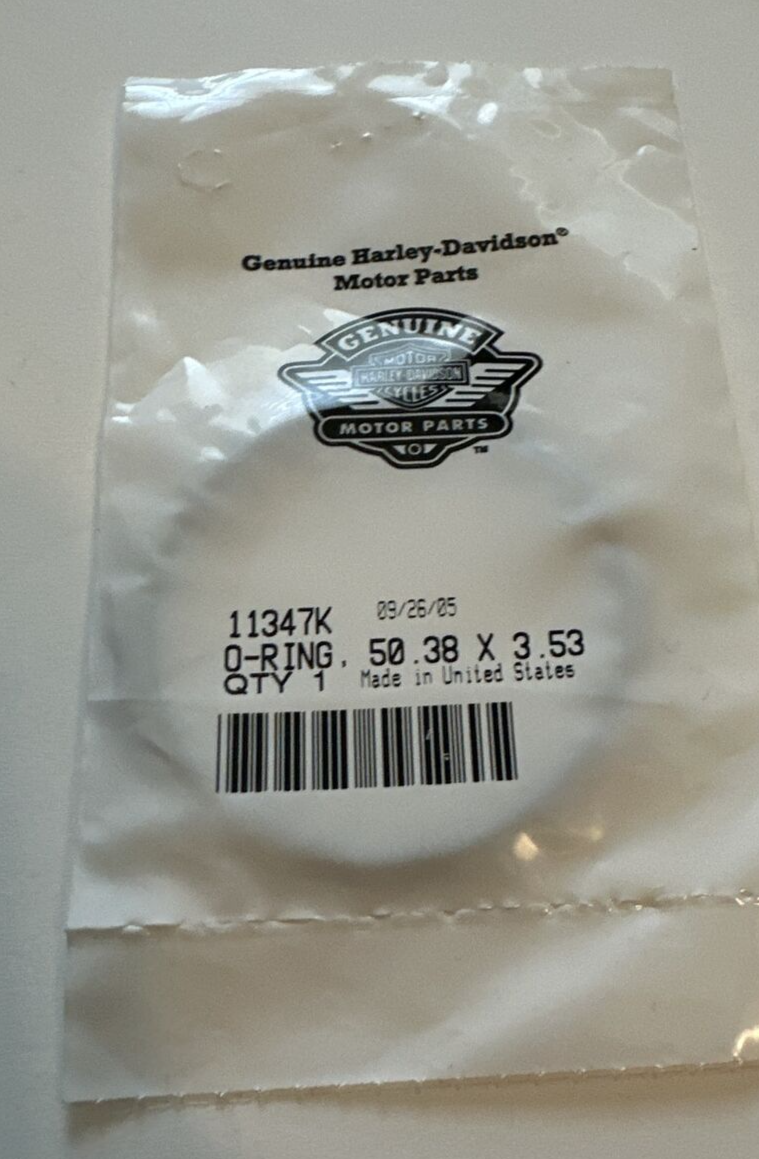 Genuine Harley-Davidson®
Motor Parts
GENUINE
MOTOR
HARLEY-DAVIDSON
CYCLES
MOTOR PARTS
TM
11347K 09/26/05
O-RING, 50.38 X 3.53
QTY 1 Made in United States